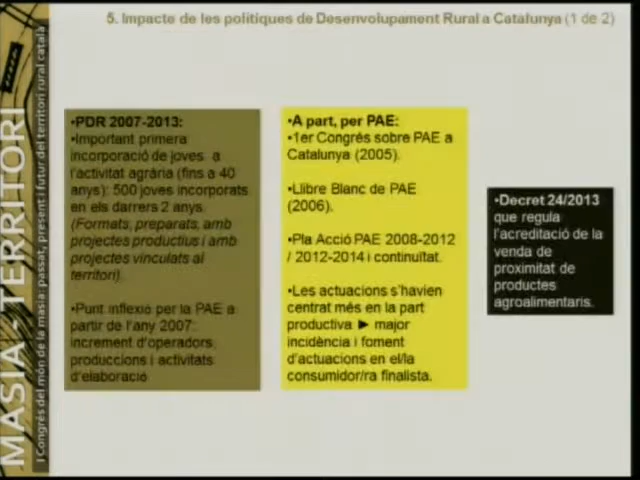 5. Impacte de les polítiques de Desenvolupament Rural a Catalunya (1 de 2)
•PDR 2007-2013:
•Important primera
incorporació de joves a
l'activitat agrària (fins a 40
anys): 500 joves incorporats
en els darrers 2 anys.
(Formats, preparats, amb
projectes productius i amb
projectes vinculats al
territori).
•Punt inflexió per la PAE a
partir de l'any 2007:
increment d'operadors,
produccions i activitats
d'elaboració
•A part, per PAE:
•1er Congrés sobre PAE a
Catalunya (2005).
•Llibre Blanc de PAE
(2006).
•Pla Acció PAE 2008-2012
/ 2012-2014 i continuïtat.
•Les actuacions s'havien
centrat més en la part
productiva ► major
incidència i foment
d'actuacions en el/la
consumidor/ra finalista.
•Decret 24/2013
que regula
l'acreditació de la
venda de
proximitat de
productes
agroalimentaris.
MASIA I TERRITORI
I Congrés del món de la masia: passat, present i futur del territori rural català